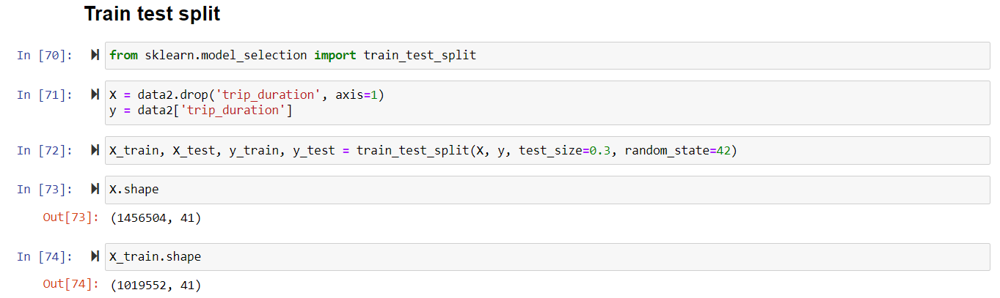 Train test split
In [70]: from sklearn.model_selection import train_test_split
In [71]: X = data2.drop('trip_duration', axis=1)
y = data2['trip_duration']
In [72]: X_train, X_test, y_train, y_test = train_test_split(X, y, test_size=0.3, random_state=42)
In [73]: X.shape
Out[73]: (1456504, 41)
In [74]: X_train.shape
Out[74]: (1019552, 41)